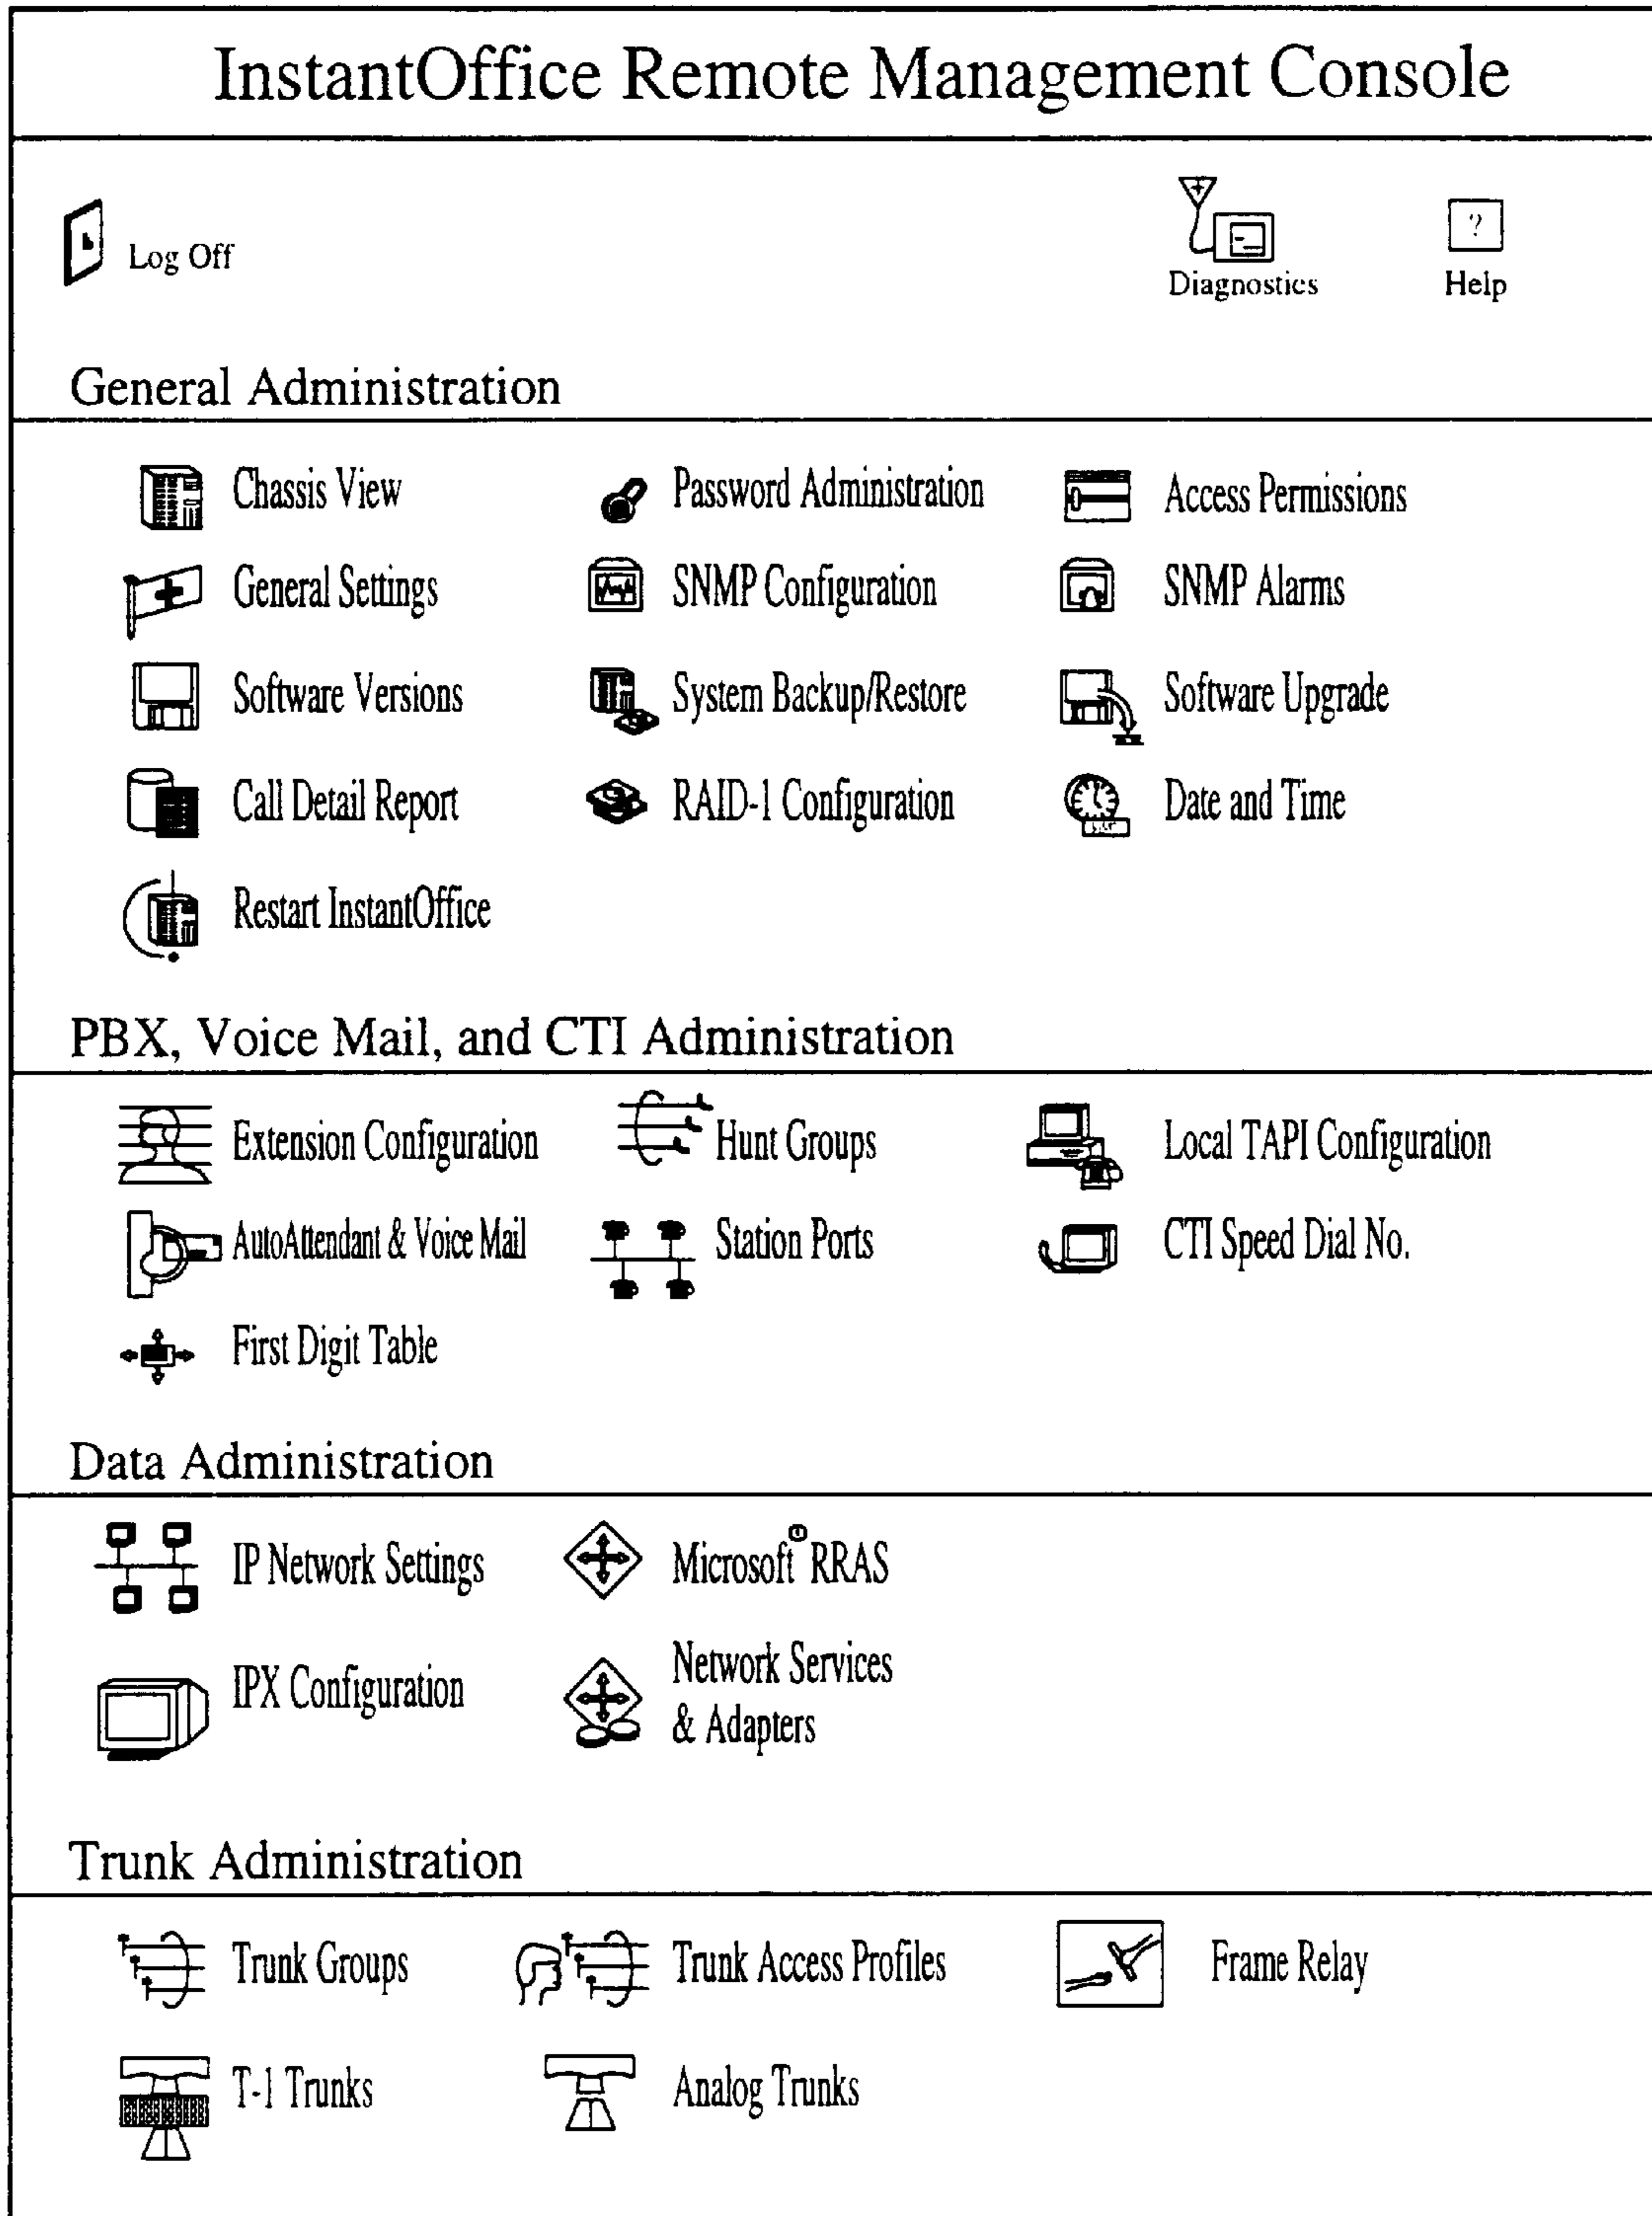 InstantOffice Remote Management Console
Log Off
Diagnostics
Help
General Administration
Chassis View
Password Administration
Access Permissions
General Settings
SNMP Configuration
SNMP Alarms
Software Versions
System Backup/Restore
Software Upgrade
Call Detail Report
RAID-1 Configuration
Date and Time
Restart InstantOffice
PBX, Voice Mail, and CTI Administration
Extension Configuration
Hunt Groups
Local TAPI Configuration
AutoAttendant & Voice Mail
Station Ports
CTI Speed Dial No.
First Digit Table
Data Administration
IP Network Settings
Microsoft® RRAS
IPX Configuration
Network Services
& Adapters
Trunk Administration
Trunk Groups
Trunk Access Profiles
Frame Relay
T-1 Trunks
Analog Trunks